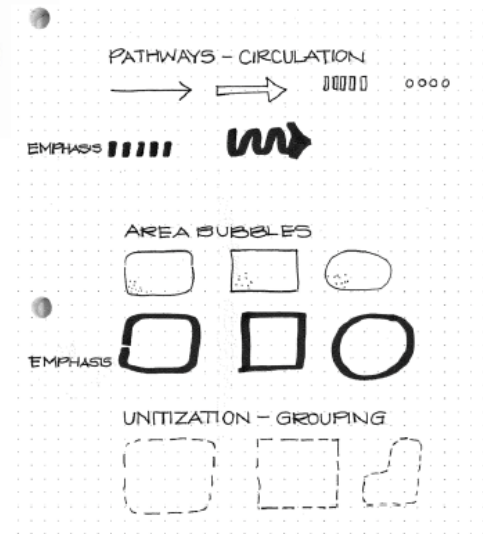 PATHWAYS - CIRCULATION
EMPHASIS
AREA BUBBLES
EMPHASIS
UNITIZATION - GROUPING